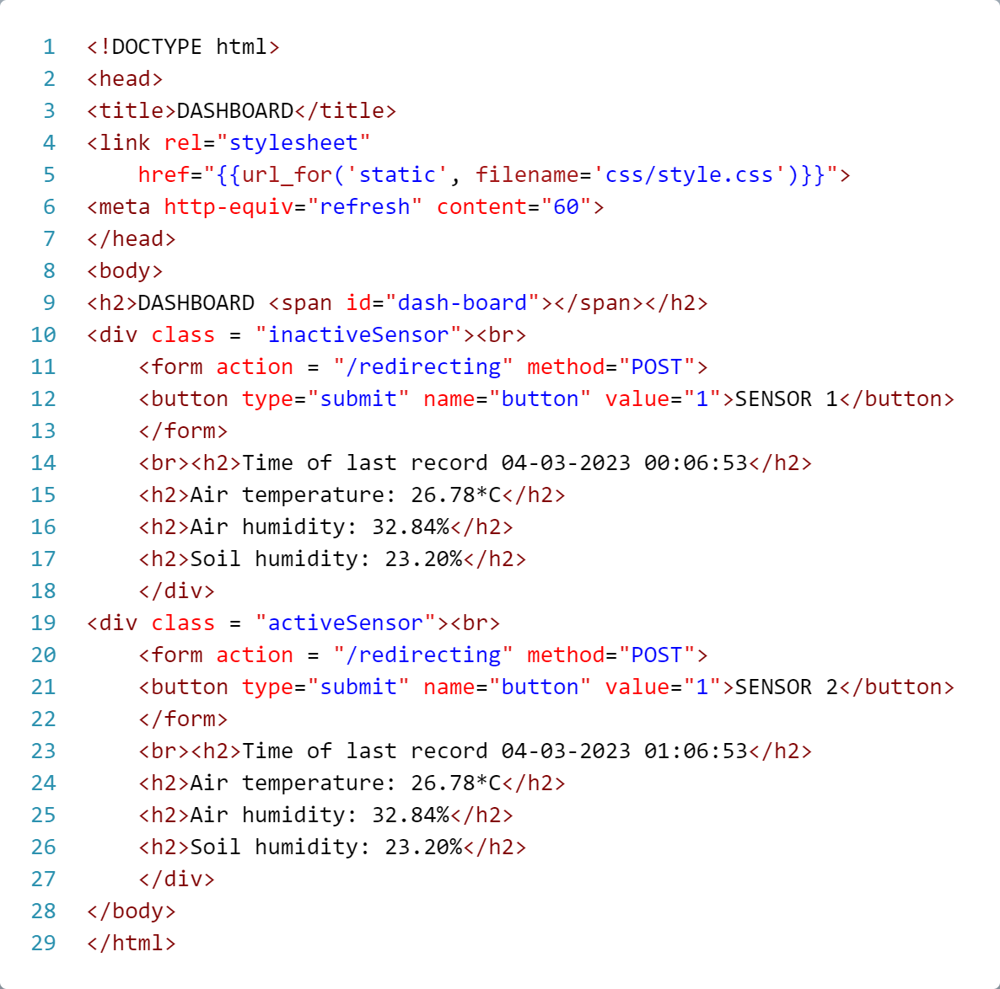 1 <!DOCTYPE html>
2 <head>
3 <title>DASHBOARD</title>
4 <link rel="stylesheet"
5     href="{{url_for('static', filename='css/style.css')}}">
6 <meta http-equiv="refresh" content="60">
7 </head>
8 <body>
9 <h2>DASHBOARD <span id="dash-board"></span></h2>
10 <div class = "inactiveSensor"><br>
11     <form action = "/redirecting" method="POST">
12     <button type="submit" name="button" value="1">SENSOR 1</button>
13     </form>
14     <br><h2>Time of last record 04-03-2023 00:06:53</h2>
15     <h2>Air temperature: 26.78*C</h2>
16     <h2>Air humidity: 32.84%</h2>
17     <h2>Soil humidity: 23.20%</h2>
18     </div>
19 <div class = "activeSensor"><br>
20     <form action = "/redirecting" method="POST">
21     <button type="submit" name="button" value="1">SENSOR 2</button>
22     </form>
23     <br><h2>Time of last record 04-03-2023 01:06:53</h2>
24     <h2>Air temperature: 26.78*C</h2>
25     <h2>Air humidity: 32.84%</h2>
26     <h2>Soil humidity: 23.20%</h2>
27     </div>
28 </body>
29 </html>